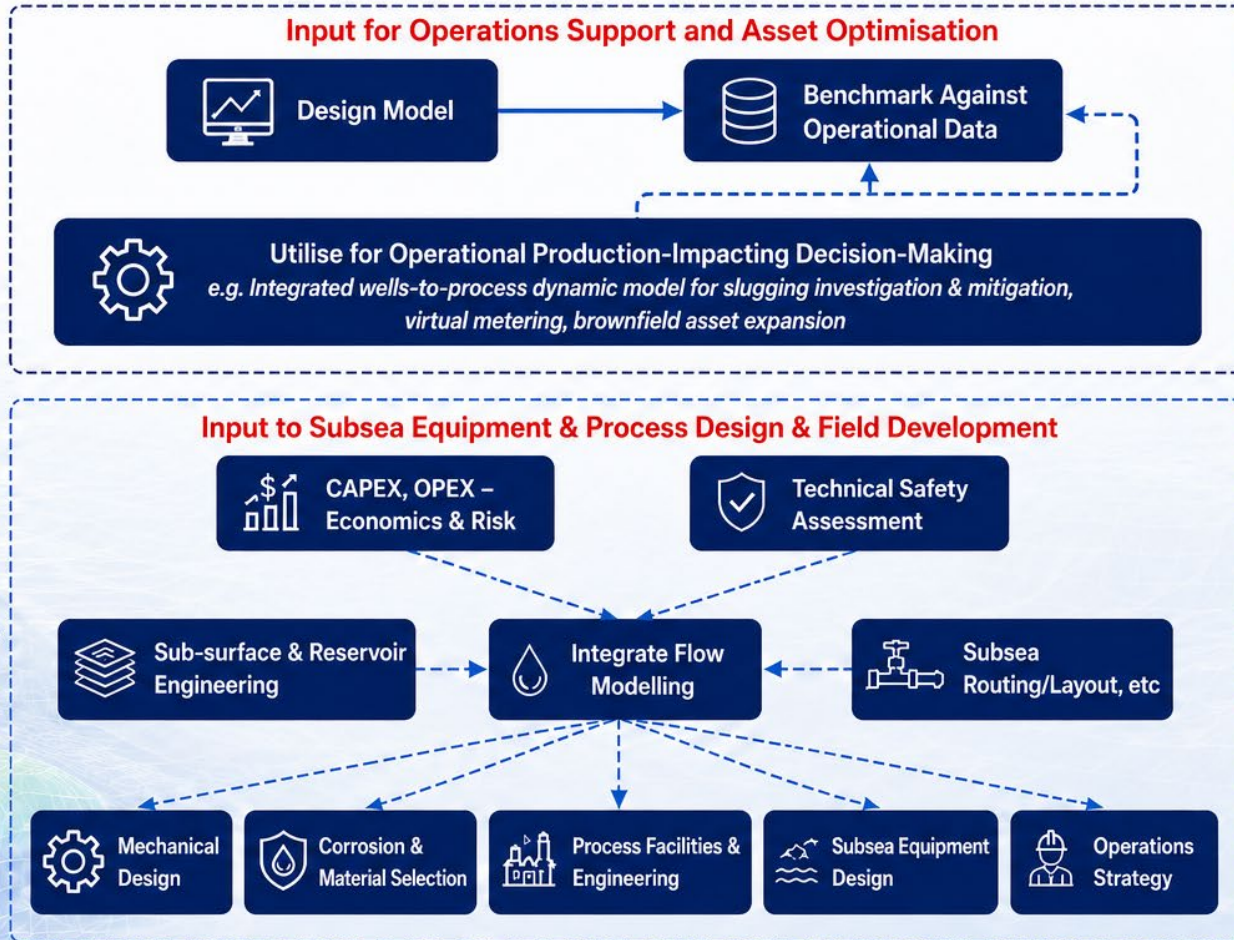 Input for Operations Support and Asset Optimisation
Design Model
Benchmark Against
Operational Data
Utilise for Operational Production-Impacting Decision-Making
e.g. Integrated wells-to-process dynamic model for slugging investigation & mitigation,
virtual metering, brownfield asset expansion
Input to Subsea Equipment & Process Design & Field Development
CAPEX, OPEX –
Economics & Risk
Technical Safety
Assessment
Sub-surface & Reservoir
Engineering
Integrate Flow
Modelling
Subsea
Routing/Layout, etc
Mechanical
Design
Corrosion &
Material Selection
Process Facilities &
Engineering
Subsea Equipment
Design
Operations
Strategy